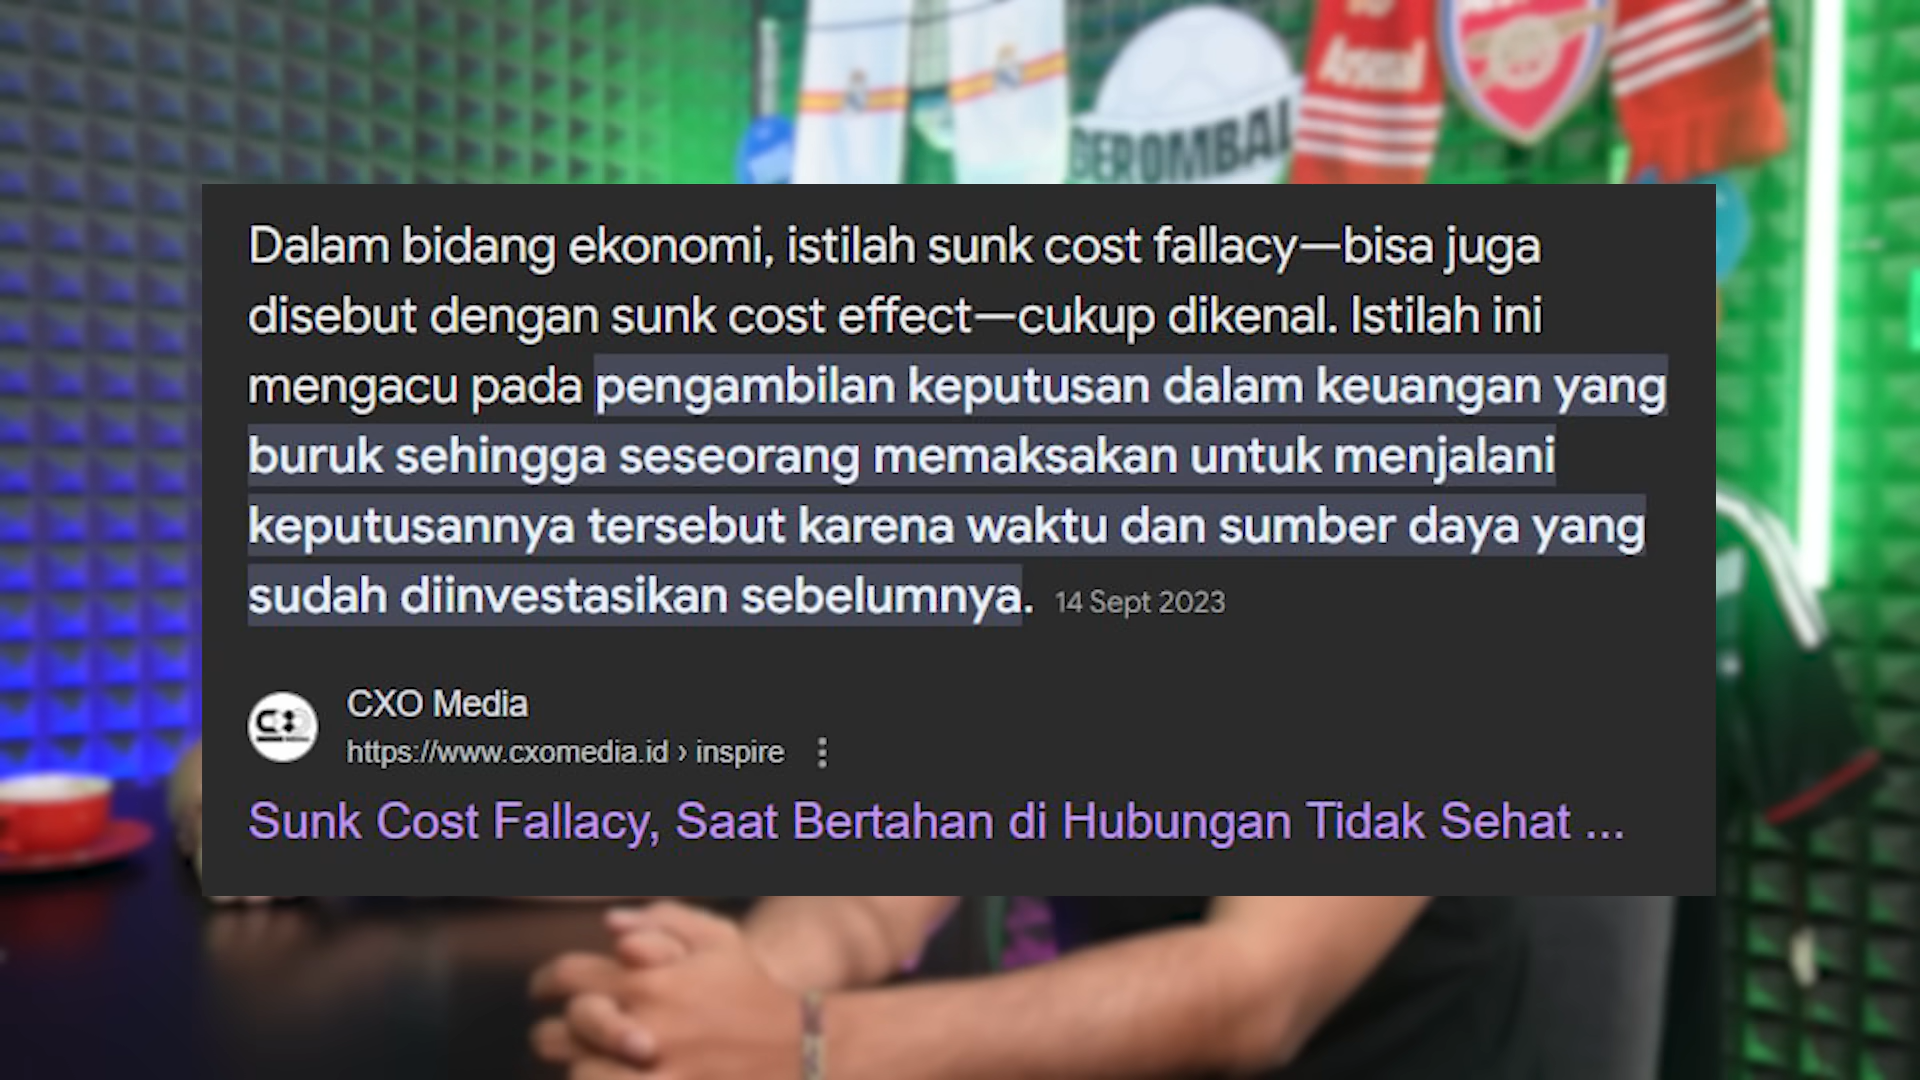 Arsenal
GEROMBAL
Dalam bidang ekonomi, istilah sunk cost fallacy—bisa juga
disebut dengan sunk cost effect—cukup dikenal. Istilah ini
mengacu pada pengambilan keputusan dalam keuangan yang
buruk sehingga seseorang memaksakan untuk menjalani
keputusannya tersebut karena waktu dan sumber daya yang
sudah diinvestasikan sebelumnya. 14 Sept 2023
CXO Media
https://www.cxomedia.id › inspire
Sunk Cost Fallacy, Saat Bertahan di Hubungan Tidak Sehat ...